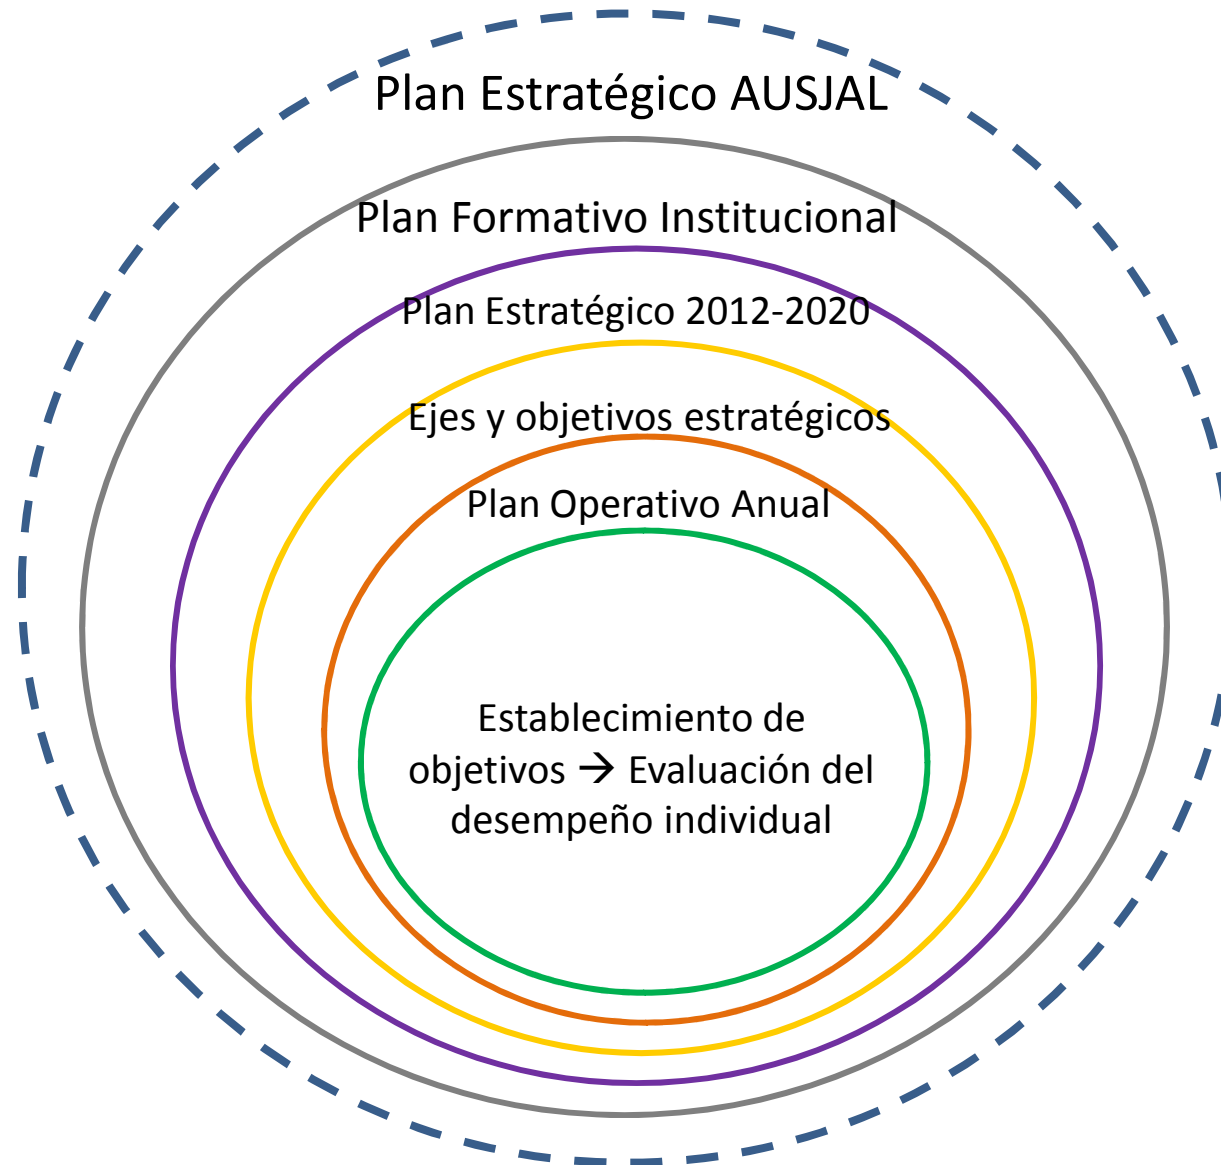 Plan Estratégico AUSJAL
Plan Formativo Institucional
Plan Estratégico 2012-2020
Ejes y objetivos estratégicos
Plan Operativo Anual
Establecimiento de
objetivos → Evaluación del
desempeño individual